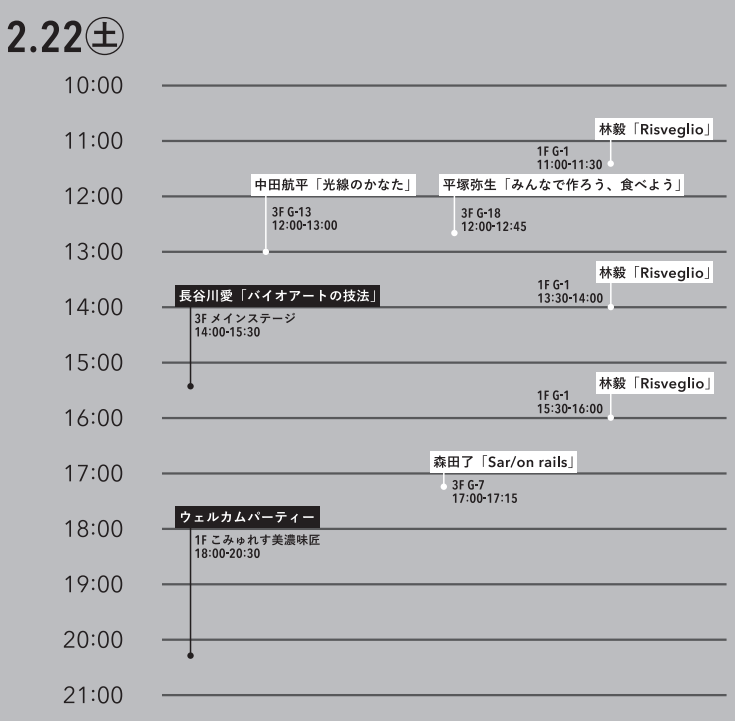 2.22㊏
10:00
11:00
林毅「Risveglio」
1F G-1
11:00-11:30
12:00
中田航平「光線のかなた」
3F G-13
12:00-13:00
平塚弥生「みんなで作ろう、食べよう」
3F G-18
12:00-12:45
13:00
林毅「Risveglio」
1F G-1
13:30-14:00
14:00
長谷川愛「バイオアートの技法」
3F メインステージ
14:00-15:30
15:00
林毅「Risveglio」
1F G-1
15:30-16:00
16:00
17:00
森田了「Sar/on rails」
3F G-7
17:00-17:15
18:00
ウェルカムパーティー
1F こみゅれす美濃味匠
18:00-20:30
19:00
20:00
21:00